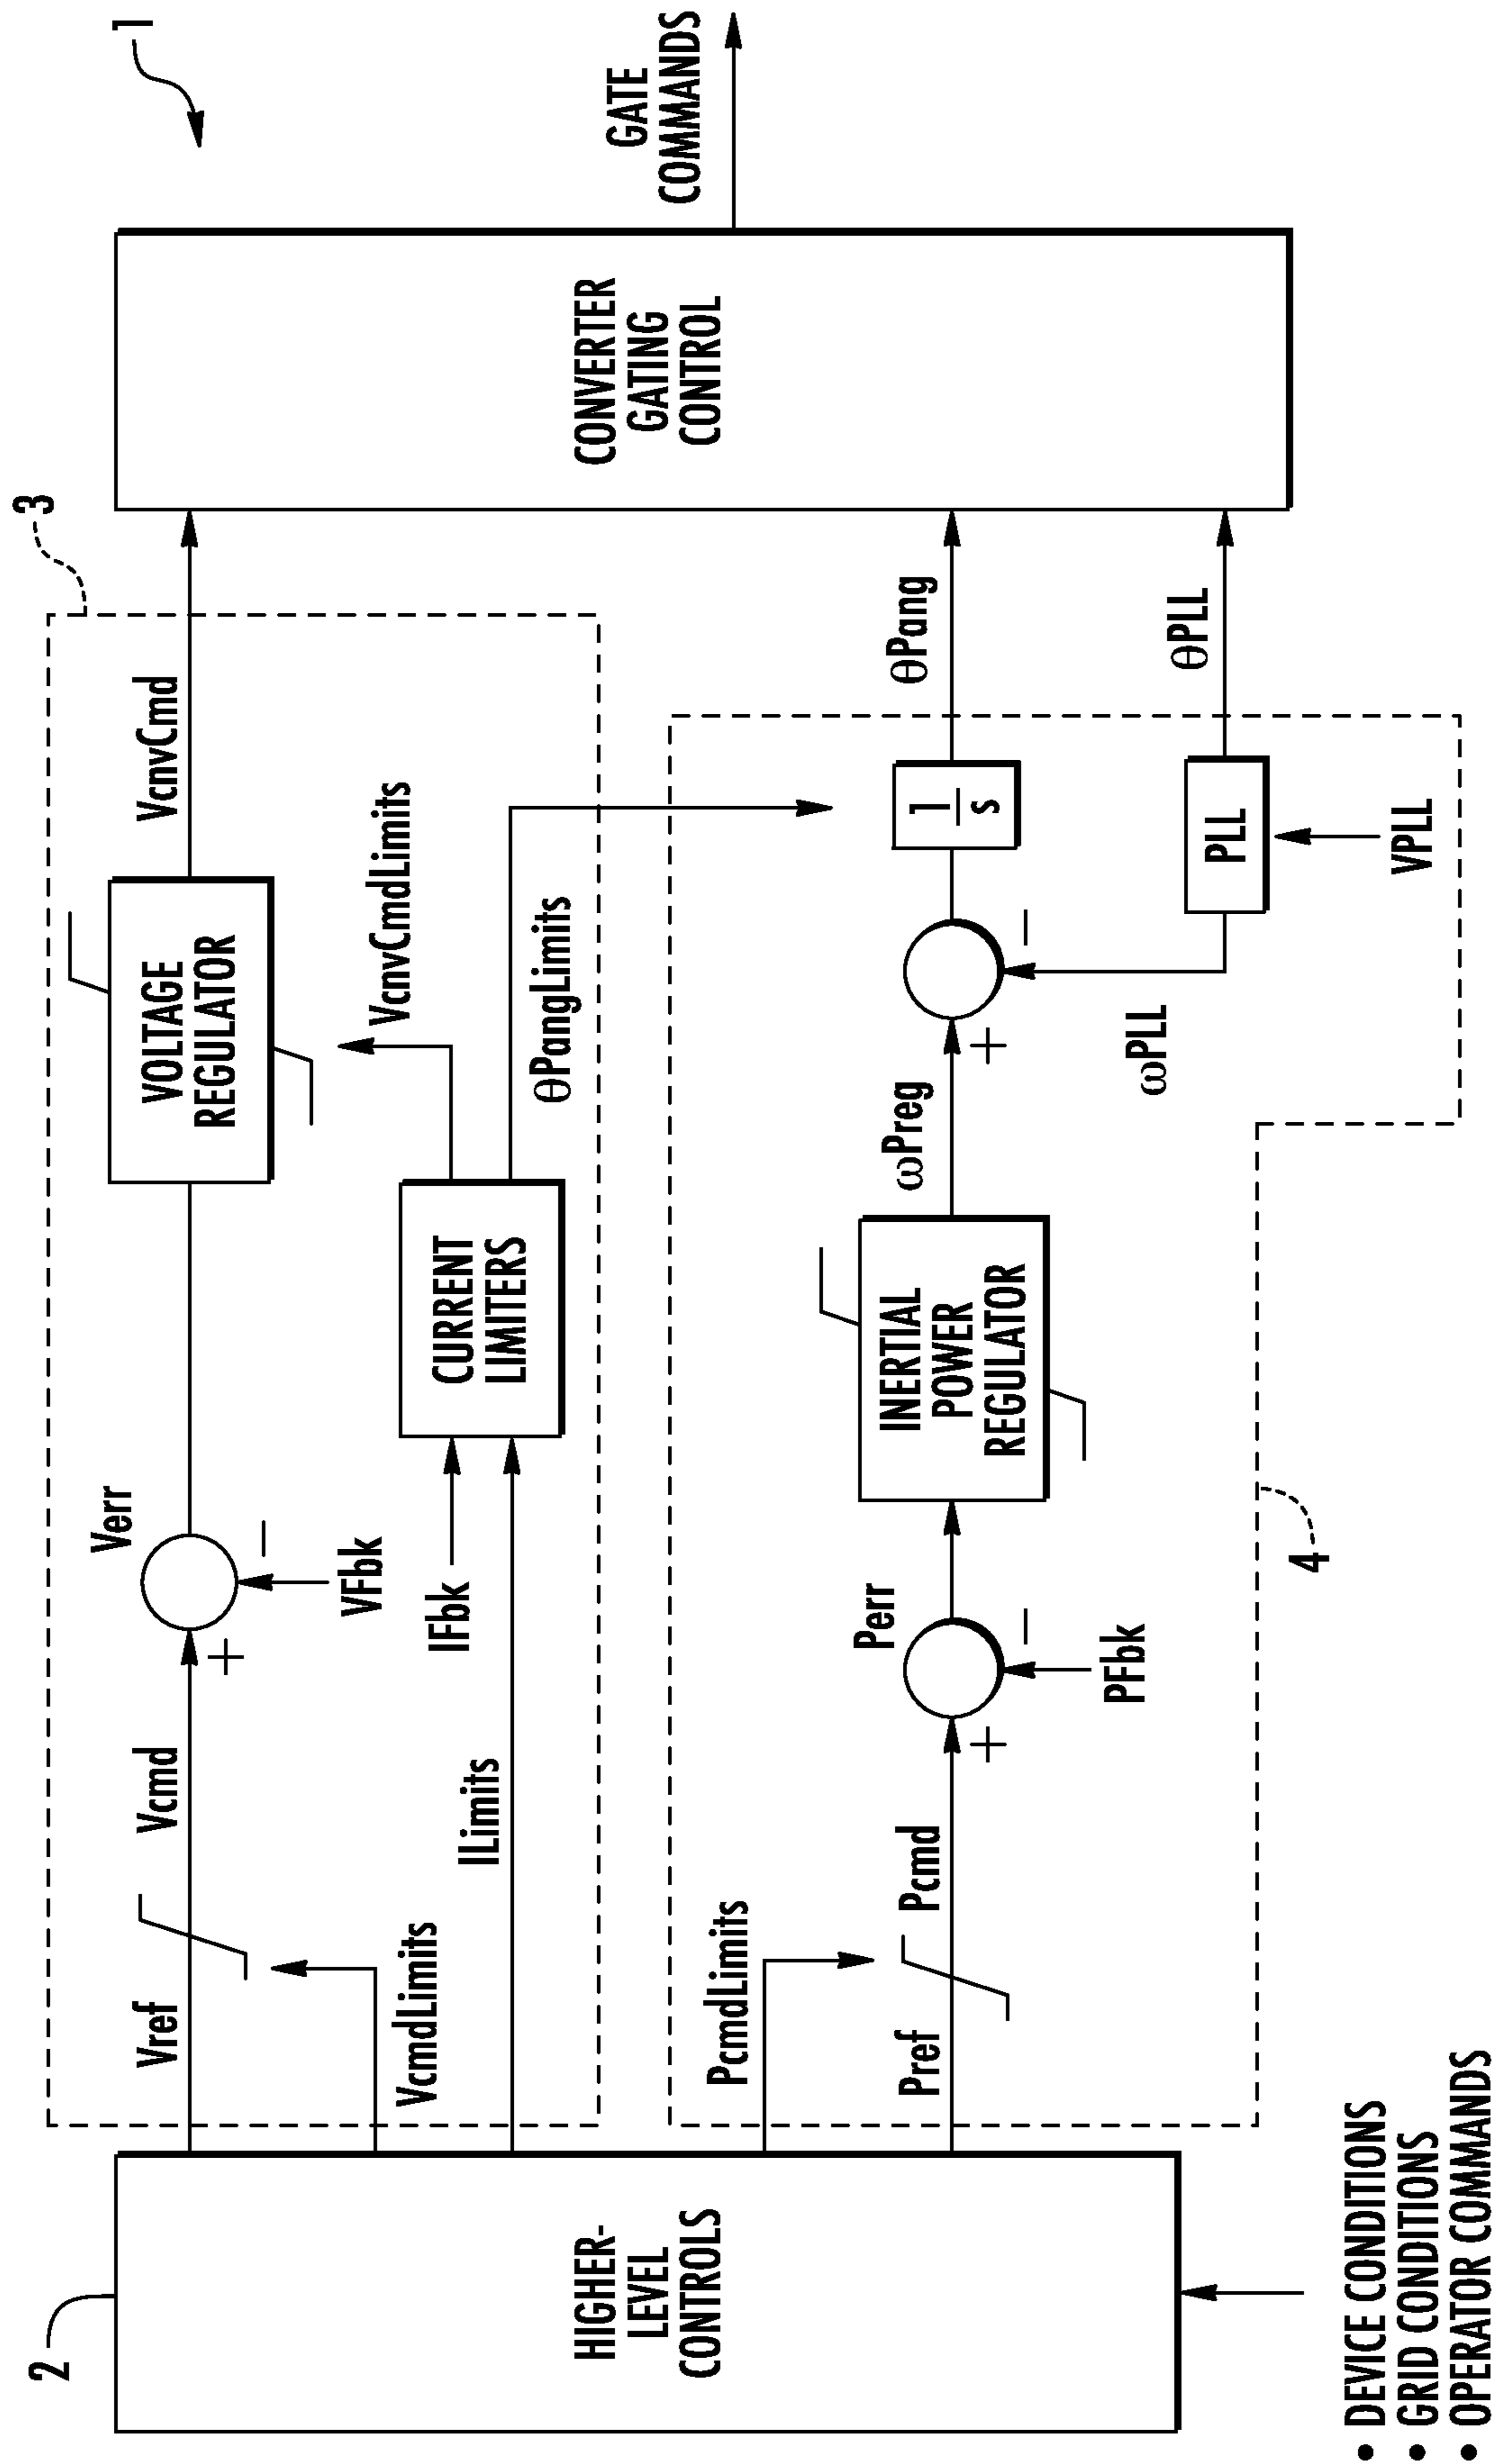 1
2
3
HIGHER-
LEVEL
CONTROLS
• DEVICE CONDITIONS
• GRID CONDITIONS
• OPERATOR COMMANDS
Vref
VcmdLimits
Vcmd
+
−
Verr
VFbk
VOLTAGE
REGULATOR
VcnvCmd
VcnvCmdLimits
ILimits
IFbk
CURRENT
LIMITERS
θPangLimits
PcmdLimits
Pref
Pcmd
+
−
Perr
PFbk
INERTIAL
POWER
REGULATOR
ωPreg
+
−
ωPLL
1
s
θPang
PLL
VPLL
θPLL
4
CONVERTER
GATING
CONTROL
GATE
COMMANDS